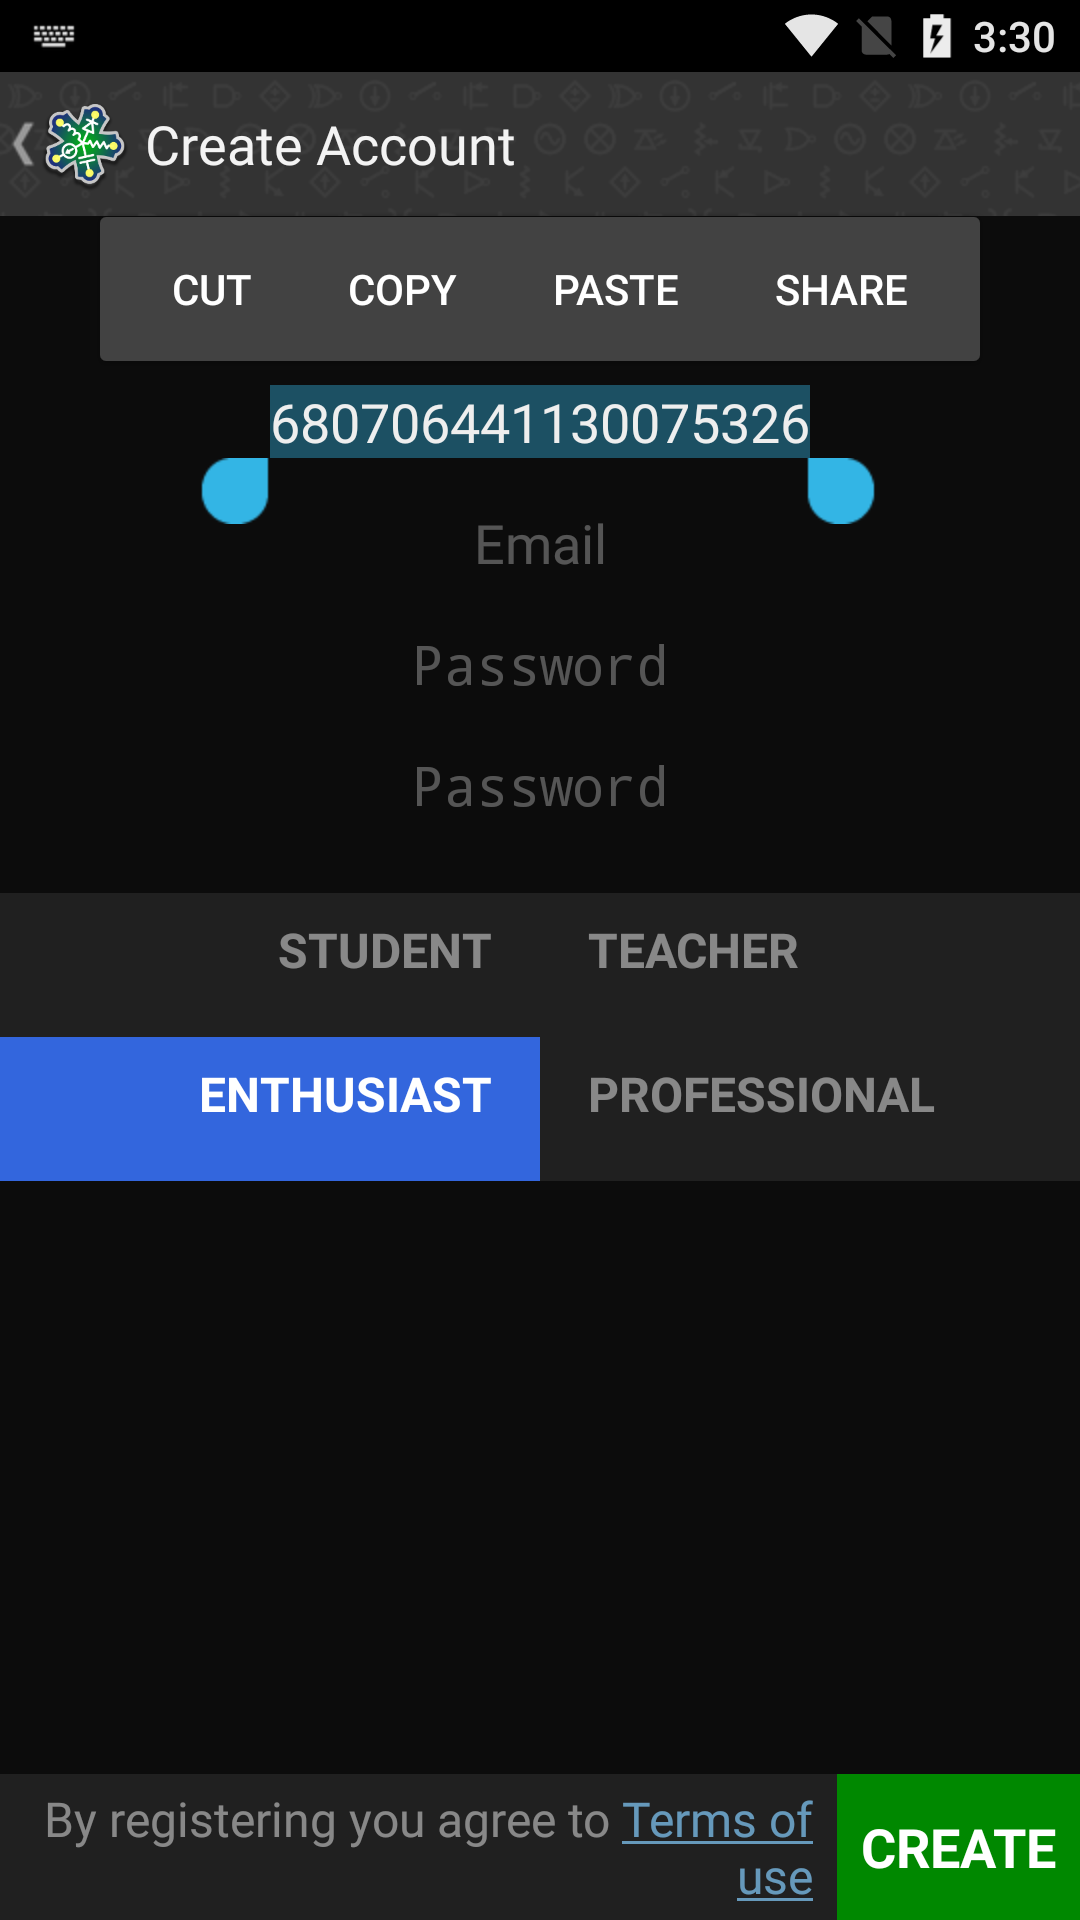 3:30
Create Account
CUT COPY PASTE SHARE
680706441130075326
Email
Password
Password
STUDENT TEACHER
ENTHUSIAST PROFESSIONAL
By registering you agree to Terms of
use
CREATE